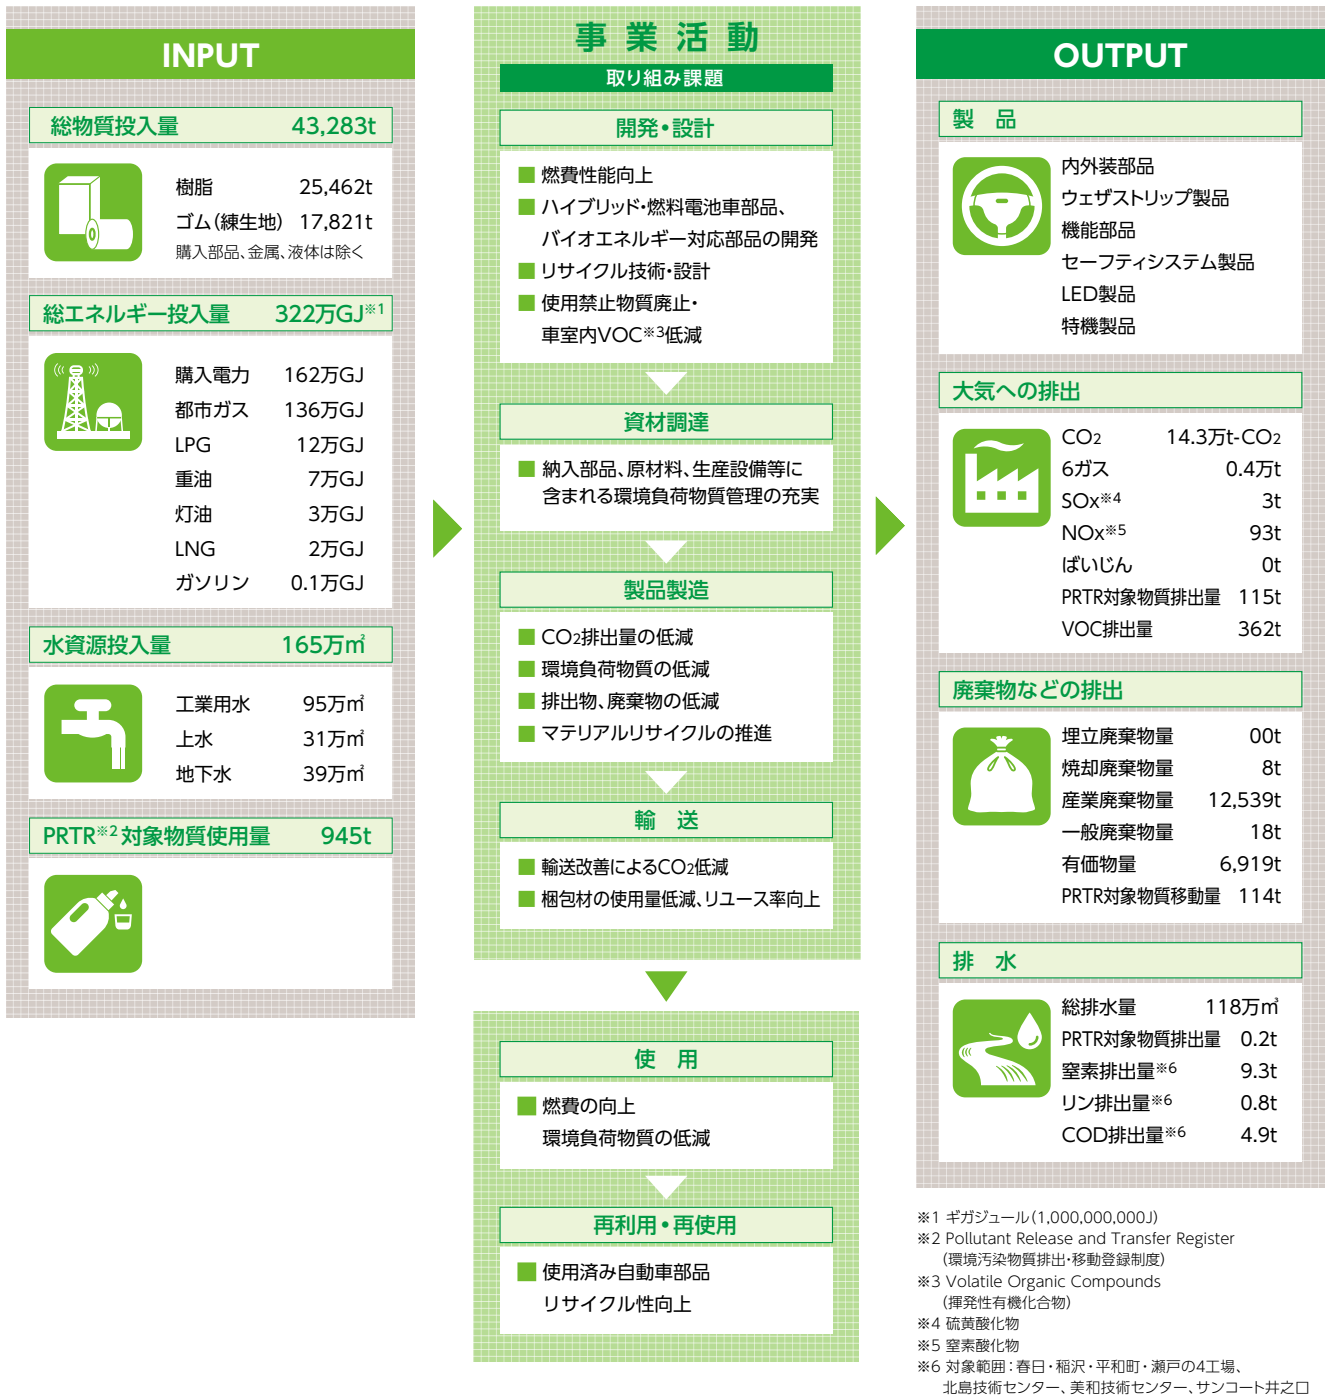 INPUT
総物質投入量 43,283t
樹脂 25,462t
ゴム(練生地) 17,821t
購入部品、金属、液体は除く
総エネルギー投入量 322万GJ※1
購入電力 162万GJ
都市ガス 136万GJ
LPG 12万GJ
重油 7万GJ
灯油 3万GJ
LNG 2万GJ
ガソリン 0.1万GJ
水資源投入量 165万㎥
工業用水 95万㎥
上水 31万㎥
地下水 39万㎥
PRTR※2対象物質使用量 945t
事業活動
取り組み課題
開発・設計
■ 燃費性能向上
■ ハイブリッド・燃料電池車部品、
バイオエネルギー対応部品の開発
■ リサイクル技術・設計
■ 使用禁止物質廃止・
車室内VOC※3低減
資材調達
■ 納入部品、原材料、生産設備等に
含まれる環境負荷物質管理の充実
製品製造
■ CO2排出量の低減
■ 環境負荷物質の低減
■ 排出物、廃棄物の低減
■ マテリアルリサイクルの推進
輸 送
■ 輸送改善によるCO2低減
■ 梱包材の使用量低減、リユース率向上
使 用
■ 燃費の向上
環境負荷物質の低減
再利用・再使用
■ 使用済み自動車部品
リサイクル性向上
OUTPUT
製 品
内外装部品
ウェザストリップ製品
機能部品
セーフティシステム製品
LED製品
特機製品
大気への排出
CO2 14.3万t-CO2
6ガス 0.4万t
SOx※4 3t
NOx※5 93t
ばいじん 0t
PRTR対象物質排出量 115t
VOC排出量 362t
廃棄物などの排出
埋立廃棄物量 00t
焼却廃棄物量 8t
産業廃棄物量 12,539t
一般廃棄物量 18t
有価物量 6,919t
PRTR対象物質移動量 114t
排 水
総排水量 118万㎥
PRTR対象物質排出量 0.2t
窒素排出量※6 9.3t
リン排出量※6 0.8t
COD排出量※6 4.9t
※1 ギガジュール(1,000,000,000J)
※2 Pollutant Release and Transfer Register
(環境汚染物質排出・移動登録制度)
※3 Volatile Organic Compounds
(揮発性有機化合物)
※4 硫黄酸化物
※5 窒素酸化物
※6 対象範囲：春日・稲沢・平和町・瀬戸の4工場、
北島技術センター、美和技術センター、サンコート井之口